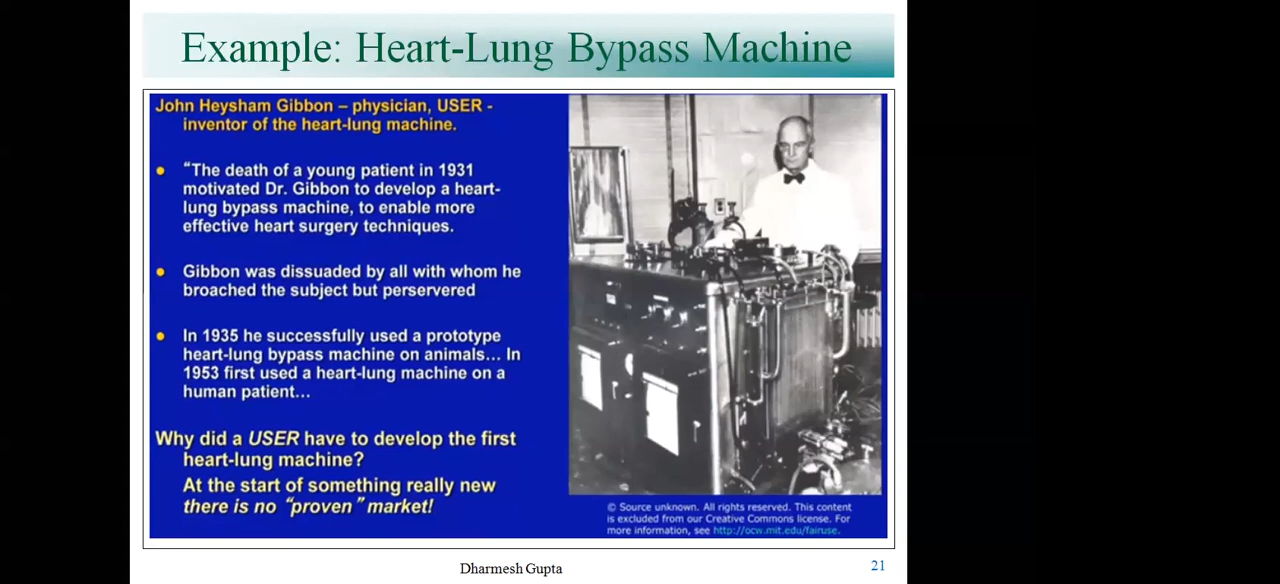 Example: Heart-Lung Bypass Machine
John Heysham Gibbon – physician, USER -
inventor of the heart-lung machine.
• “The death of a young patient in 1931
motivated Dr. Gibbon to develop a heart-
lung bypass machine, to enable more
effective heart surgery techniques.
• Gibbon was dissuaded by all with whom he
broached the subject but perservered
• In 1935 he successfully used a prototype
heart-lung bypass machine on animals… In
1953 first used a heart-lung machine on a
human patient…
Why did a USER have to develop the first
heart-lung machine?
At the start of something really new
there is no “proven” market!
© Source unknown. All rights reserved. This content
is excluded from our Creative Commons license. For
more information, see http://ocw.mit.edu/fairuse.
Dharmesh Gupta
21